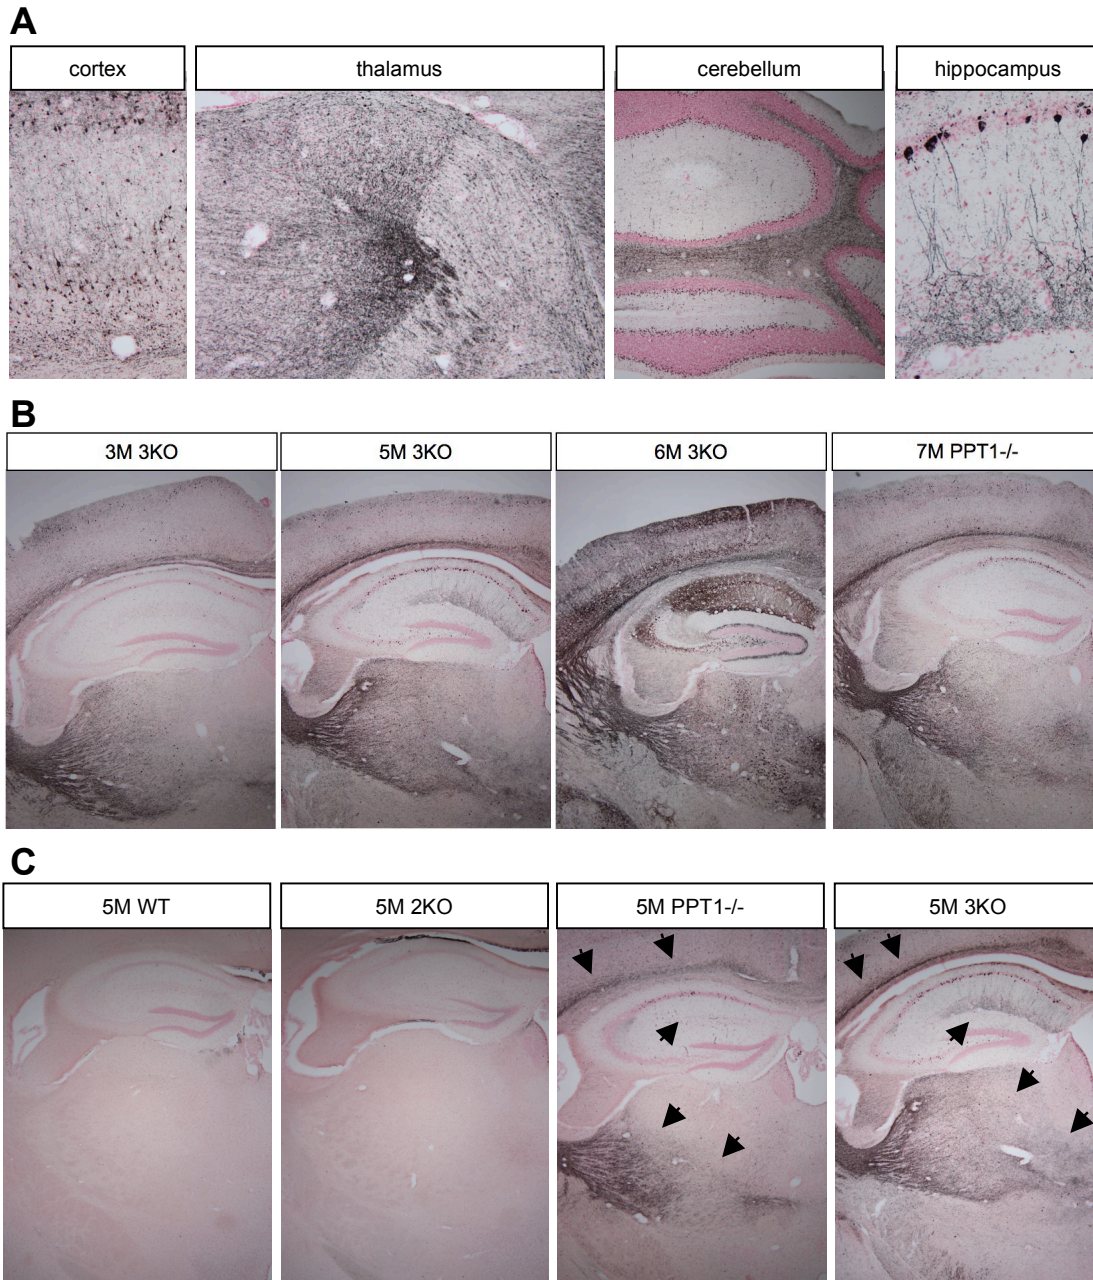 A
cortex thalamus cerebellum hippocampus
B
3M 3KO 5M 3KO 6M 3KO 7M PPT1-/-
C
5M WT 5M 2KO 5M PPT1-/- 5M 3KO